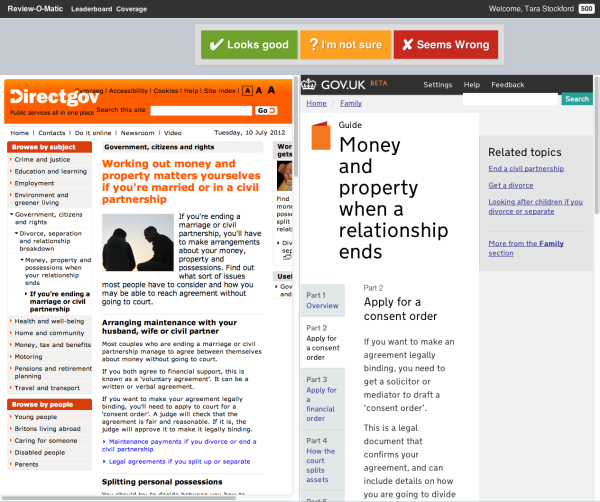 Review-O-Matic Leaderboard Coverage
Welcome, Tara Stockford 500
Looks good
I'm not sure
Seems Wrong
Directgov
Public services all in one place
Cymraeg | Accessibility | Cookies | Help | Site index | A A A
Search this site Go
Home | Contacts | Do it online | Newsroom | Video
Tuesday, 10 July 2012
Browse by subject
Crime and justice
Education and learning
Employment
Environment and
greener living
Government, citizens
and rights
Divorce, separation
and relationship
breakdown
Money, property and
possessions when your
relationship ends
If you're ending a
marriage or civil
partnership
Health and well-being
Home and community
Money, tax and benefits
Motoring
Pensions and retirement
planning
Travel and transport
Browse by people
Young people
Britons living abroad
Caring for someone
Disabled people
Parents
Government, citizens and rights
Working out money and
property matters yourselves
if you're married or in a civil
partnership
If you're ending a
marriage or civil
partnership, you'll have
to make arrangements
about your money,
property and
possessions. Find out
what sort of issues
most people have to consider and how you
may be able to reach agreement without
going to court.
Arranging maintenance with your
husband, wife or civil partner
Most couples who are ending a marriage or civil
partnership manage to agree between themselves
about money without going to court.
If you both agree to financial support, this is
known as a 'voluntary agreement'. It can be a
written or verbal agreement.
If you want to make your agreement legally
binding, you'll need to apply to court for a
'consent order'. A judge will check that the
agreement is fair and reasonable. If it is, the
judge will approve it to make it legally binding.
Maintenance payments if you divorce or end a
civil partnership
Legal agreements if you split up or separate
Splitting personal possessions
You should try to decide between you how to
GOV.UK BETA
Settings Help Feedback
Search
Home Family
Guide
Money
and
property
when a
relationship
ends
Part 1
Overview
Part 2
Apply for
a consent
order
Part 3
Apply for
a
financial
order
Part 4
How the
court
splits
assets
Part 5
Part 2
Apply for a
consent order
If you want to make an
agreement legally
binding, you need to
get a solicitor or
mediator to draft a
'consent order'.
This is a legal
document that
confirms your
agreement, and can
include details on how
you are going to divide
Related topics
End a civil partnership
Get a divorce
Looking after children if you
divorce or separate
More from the Family
section